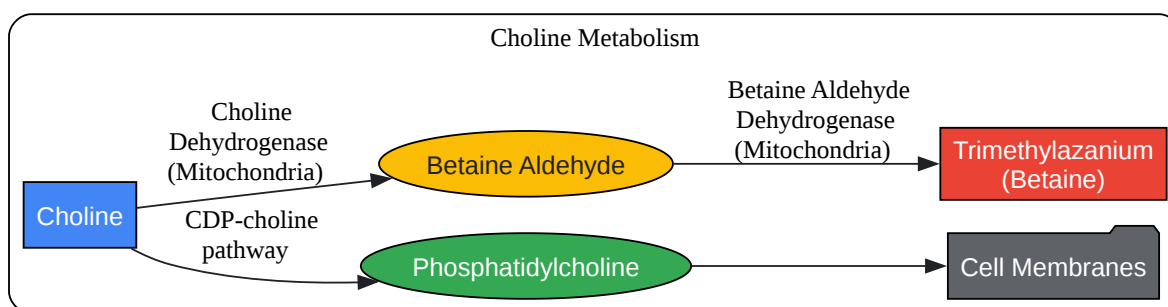 Choline Metabolism
Choline
Dehydrogenase
(Mitochondria)
Betaine Aldehyde
Dehydrogenase
(Mitochondria)
Choline
Betaine Aldehyde
Trimethylazanium
(Betaine)
CDP-choline
pathway
Phosphatidylcholine
Cell Membranes